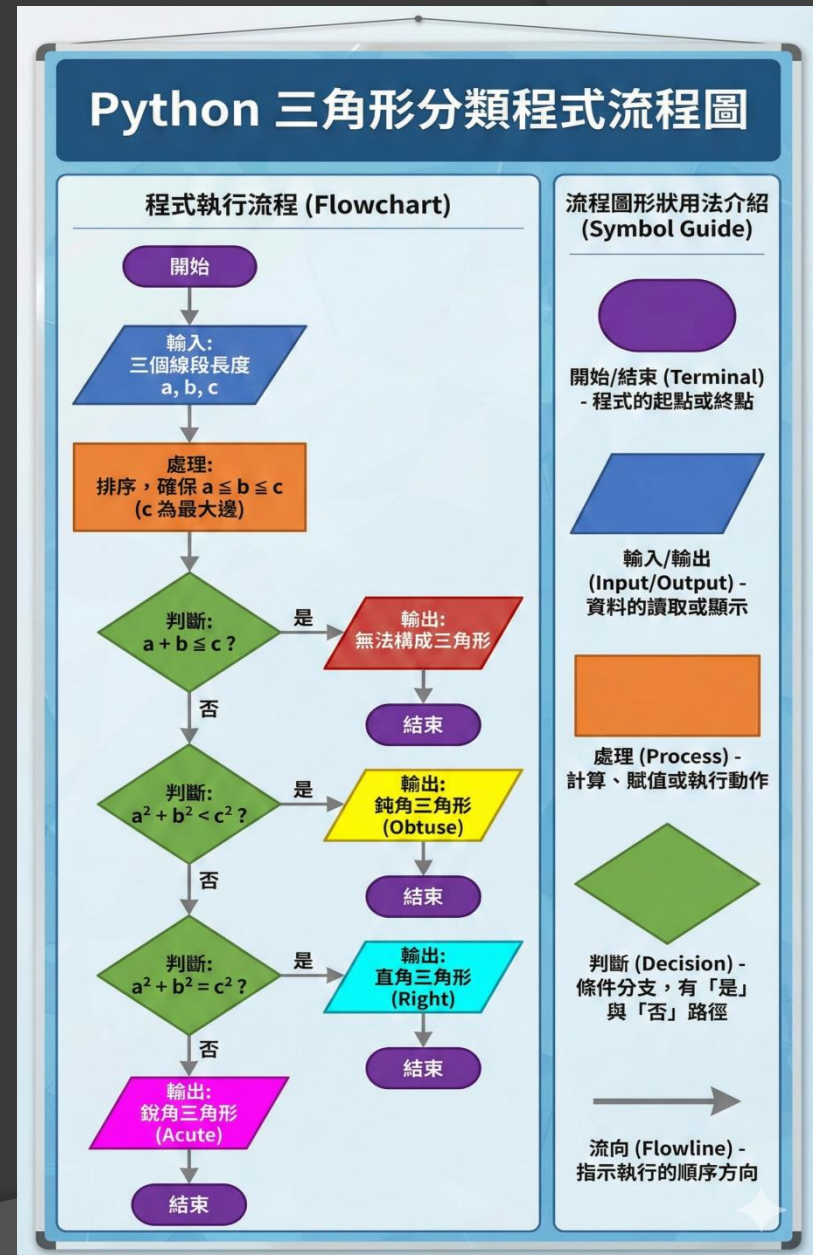 Python 三角形分類程式流程圖
程式執行流程 (Flowchart)
開始
輸入:
三個線段長度
a, b, c
處理:
排序，確保 a ≦ b ≦ c
(c 為最大邊)
判斷:
a + b ≦ c ?
是
輸出:
無法構成三角形
結束
否
判斷:
a² + b² < c² ?
是
輸出:
鈍角三角形
(Obtuse)
結束
否
判斷:
a² + b² = c² ?
是
輸出:
直角三角形
(Right)
結束
否
輸出:
銳角三角形
(Acute)
結束
流程圖形狀用法介紹
(Symbol Guide)
開始/結束 (Terminal)
- 程式的起點或終點
輸入/輸出
(Input/Output) -
資料的讀取或顯示
處理 (Process) -
計算、賦值或執行動作
判斷 (Decision) -
條件分支，有「是」
與「否」路徑
流向 (Flowline) -
指示執行的順序方向